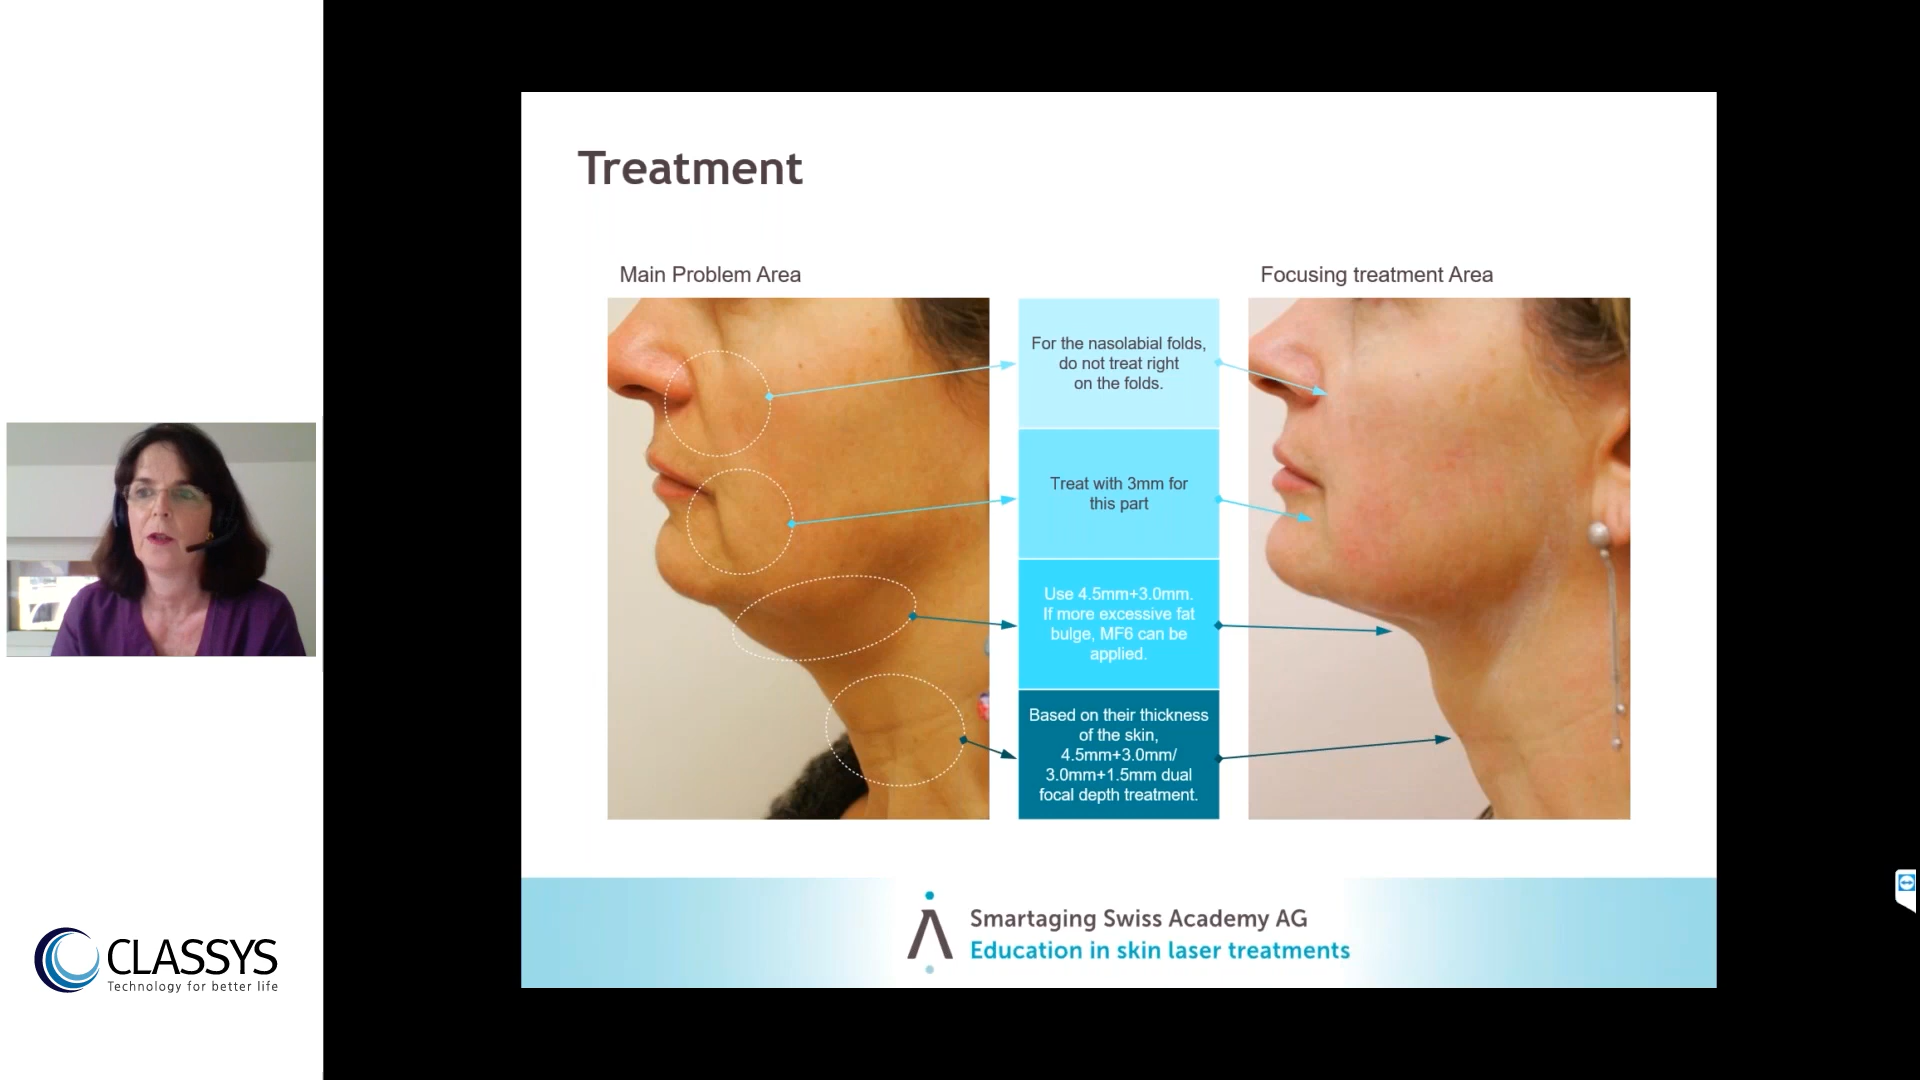 Treatment
Main Problem Area
Focusing treatment Area
For the nasolabial folds,
do not treat right
on the folds.
Treat with 3mm for
this part
Use 4.5mm+3.0mm.
If more excessive fat
bulge, MF6 can be
applied.
Based on their thickness
of the skin,
4.5mm+3.0mm/
3.0mm+1.5mm dual
focal depth treatment.
Smartaging Swiss Academy AG
Education in skin laser treatments
CLASSYS
Technology for better life